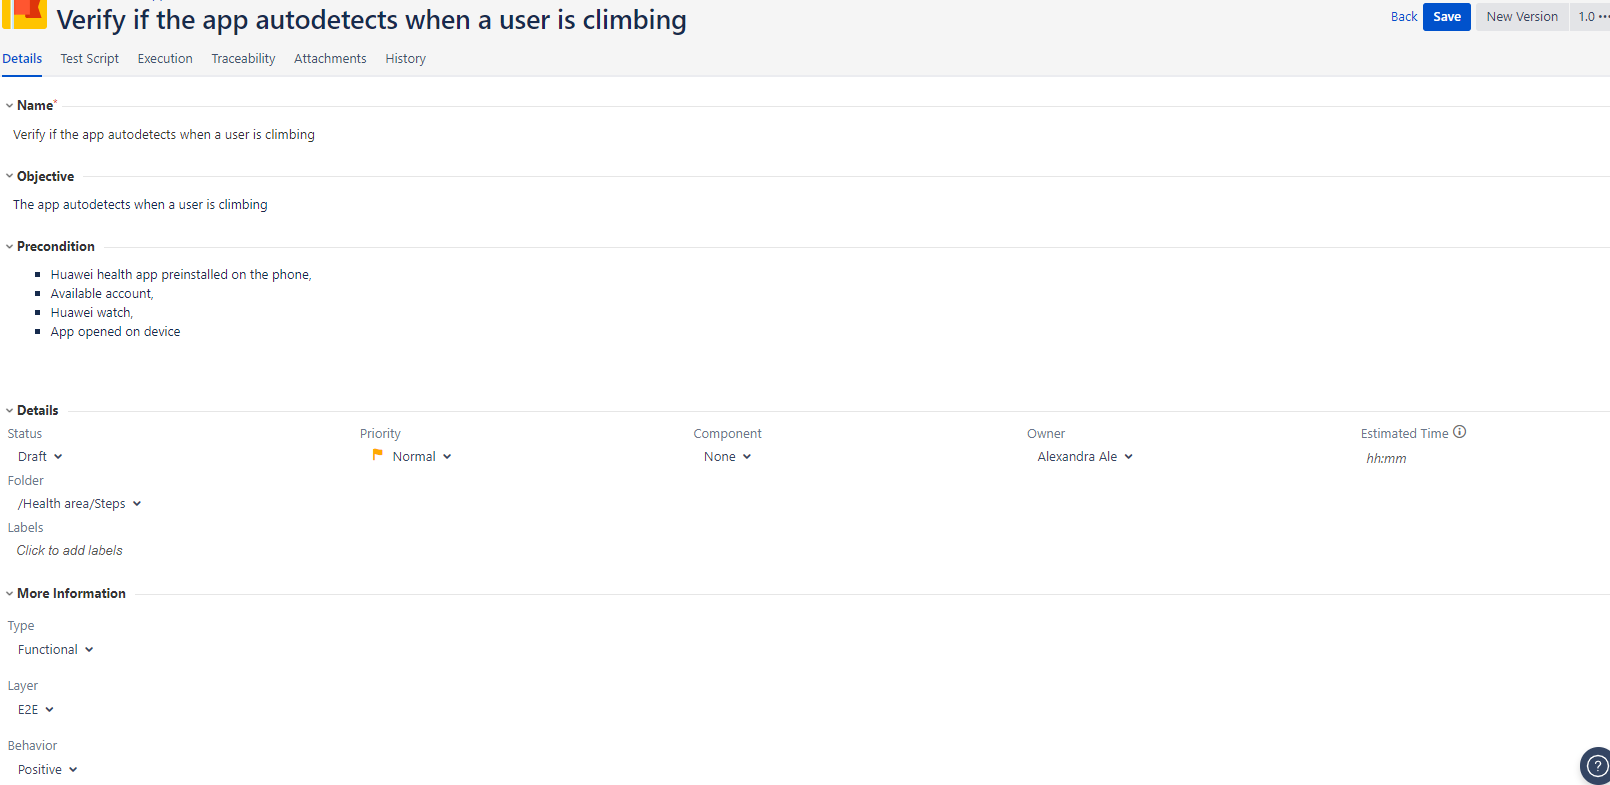 Verify if the app autodetects when a user is climbing
Back Save New Version 1.0 •••
Details Test Script Execution Traceability Attachments History
Name*
Verify if the app autodetects when a user is climbing
Objective
The app autodetects when a user is climbing
Precondition
Huawei health app preinstalled on the phone,
Available account,
Huawei watch,
App opened on device
Details
Status Priority Component Owner Estimated Time
Draft Normal None Alexandra Ale hh:mm
Folder
/Health area/Steps
Labels
Click to add labels
More Information
Type
Functional
Layer
E2E
Behavior
Positive
?